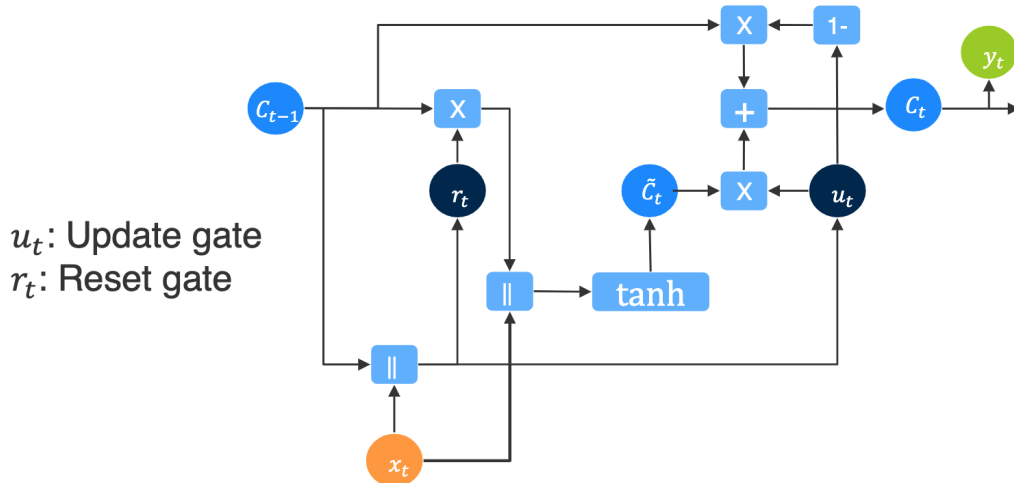 X
1-
y_t
C_{t-1}
X
+
C_t
r_t
C̃_t
X
u_t
u_t: Update gate
r_t: Reset gate
||
tanh
||
x_t